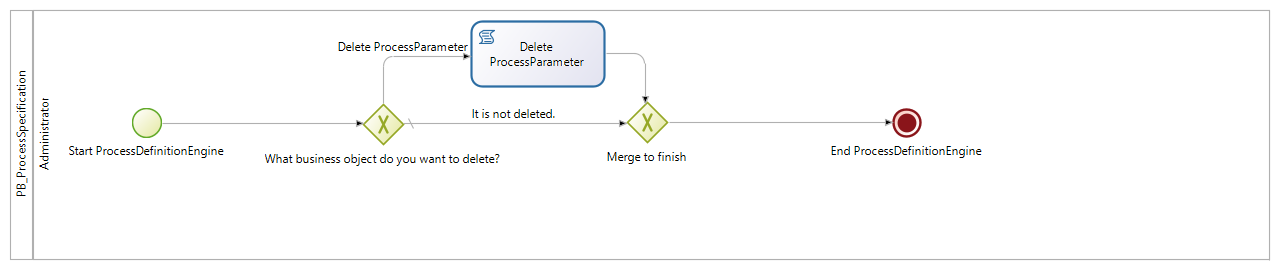 PB_ProcessSpecification
Administrator
Start ProcessDefinitionEngine
What business object do you want to delete?
Delete ProcessParameter
Delete
ProcessParameter
It is not deleted.
Merge to finish
End ProcessDefinitionEngine